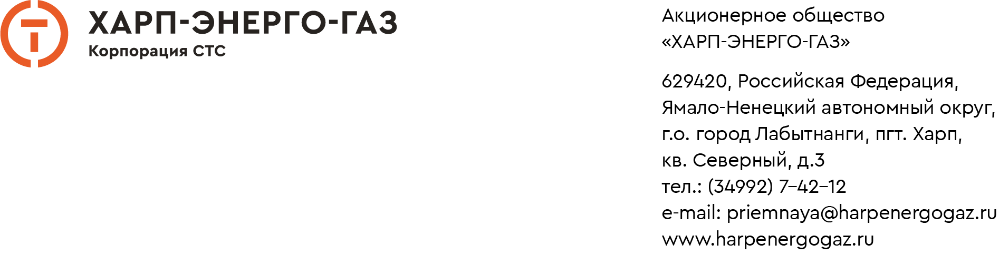 ХАРП-ЭНЕРГО-ГАЗ
Корпорация СТС
Акционерное общество
«ХАРП-ЭНЕРГО-ГАЗ»
629420, Российская Федерация,
Ямало-Ненецкий автономный округ,
г.о. город Лабытнанги, пгт. Харп,
кв. Северный, д.3
тел.: (34992) 7-42-12
e-mail: priemnaya@harpenergogaz.ru
www.harpenergogaz.ru